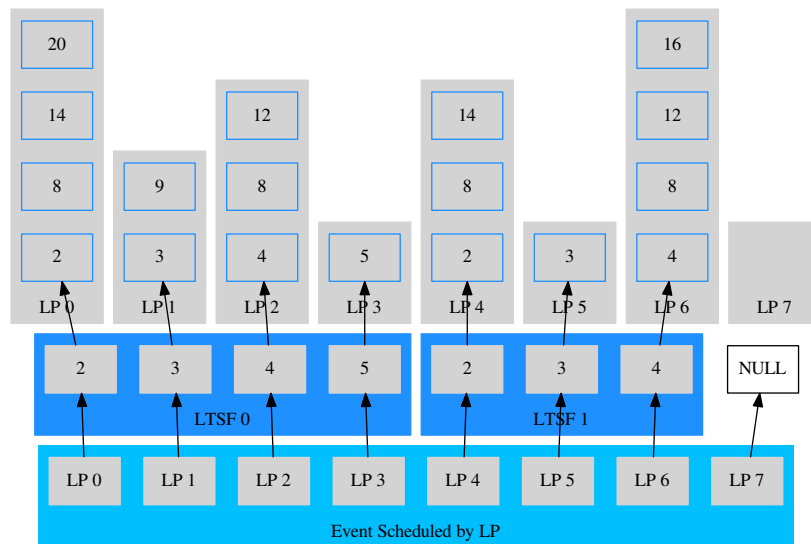 20 16
14 12 14 12
8 9 8 8 8
2 3 4 5 2 3 4
LP 0 LP 1 LP 2 LP 3 LP 4 LP 5 LP 6 LP 7
2 3 4 5 2 3 4 NULL
LTSF 0 LTSF 1
LP 0 LP 1 LP 2 LP 3 LP 4 LP 5 LP 6 LP 7
Event Scheduled by LP